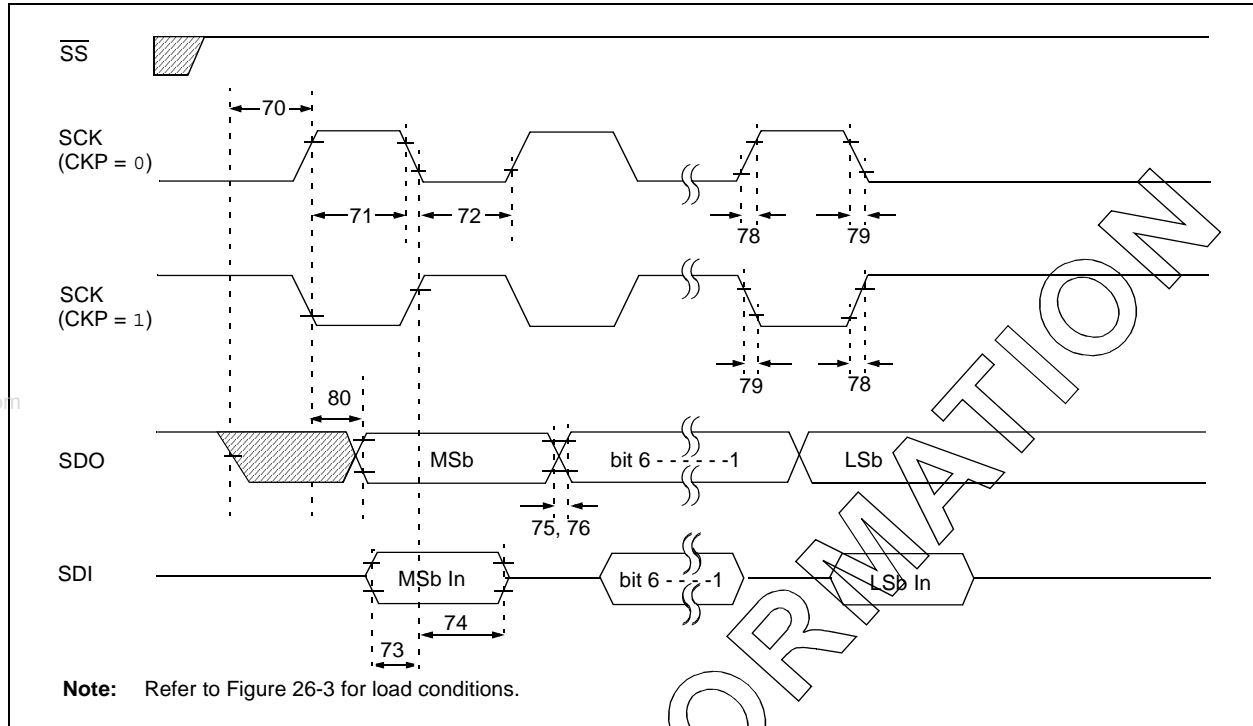 SS
70
SCK
(CKP = 0)
71
72
78
79
SCK
(CKP = 1)
79
78
80
SDO
MSb
bit 6 - - - - - -1
LSb
75, 76
SDI
MSb In
bit 6 - - - -1
LSb In
74
73
Note: Refer to Figure 26-3 for load conditions.
ORMATION
om